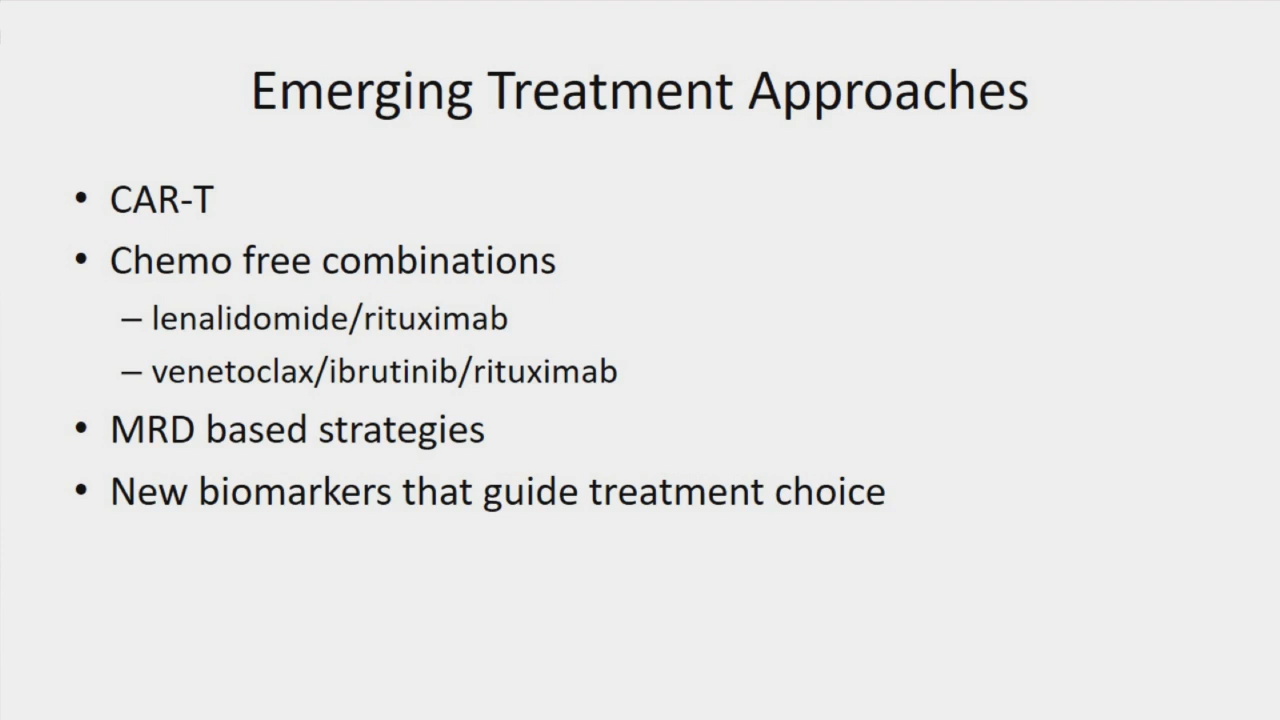 Emerging Treatment Approaches
• CAR-T
• Chemo free combinations
– lenalidomide/rituximab
– venetoclax/ibrutinib/rituximab
• MRD based strategies
• New biomarkers that guide treatment choice